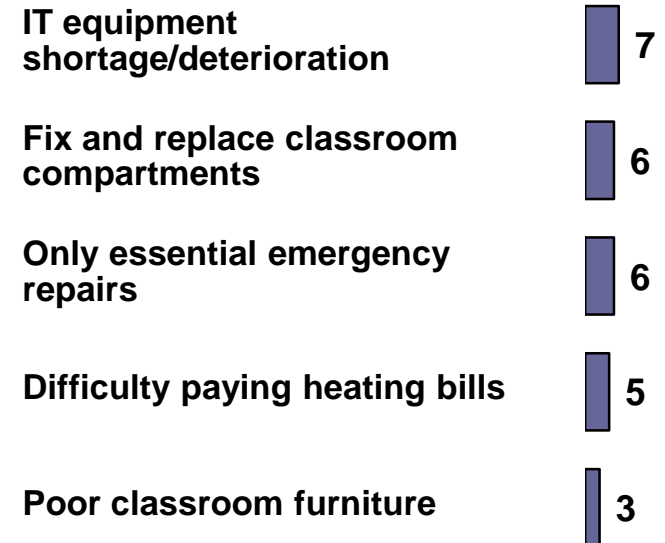 IT equipment
shortage/deterioration
7
Fix and replace classroom
compartments
6
Only essential emergency
repairs
6
Difficulty paying heating bills
5
Poor classroom furniture
3